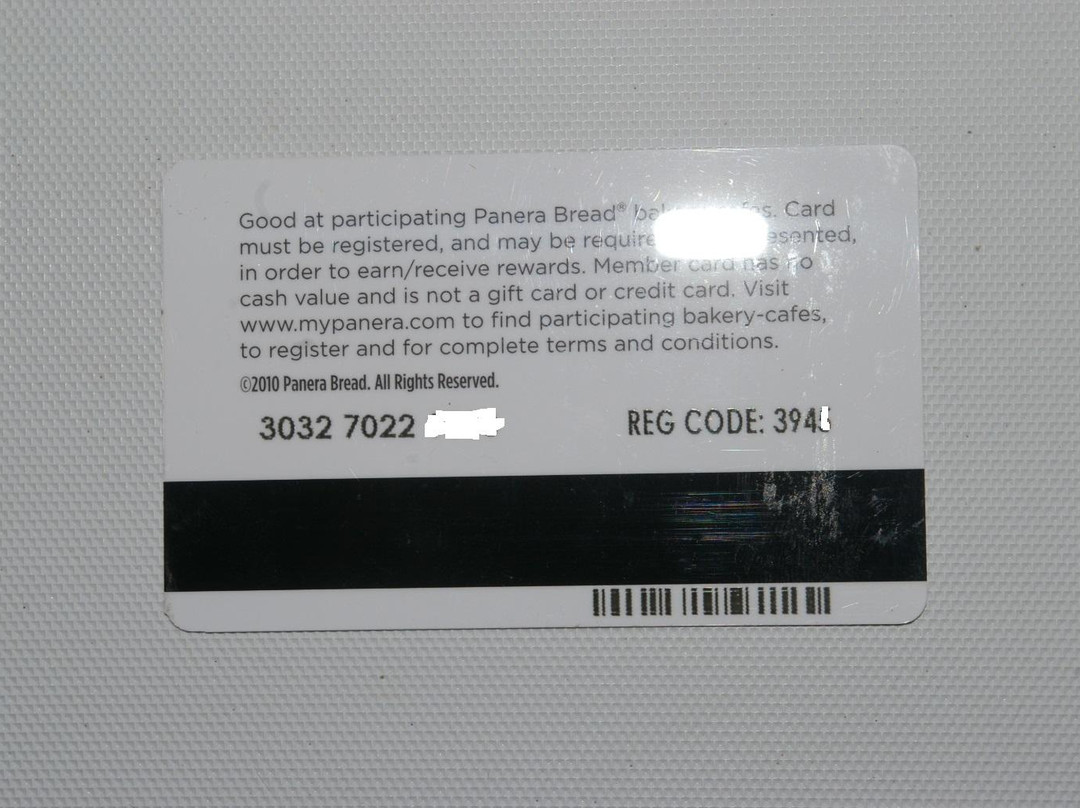 Good at participating Panera Bread® Card
must be registered, and may be
in order to earn/receive rewards. Member card has no
cash value and is not a gift card or credit card. Visit
www.mypanera.com to find participating bakery-cafes,
to register and for complete terms and conditions.
©2010 Panera Bread. All Rights Reserved.
3032 7022
REG CODE: